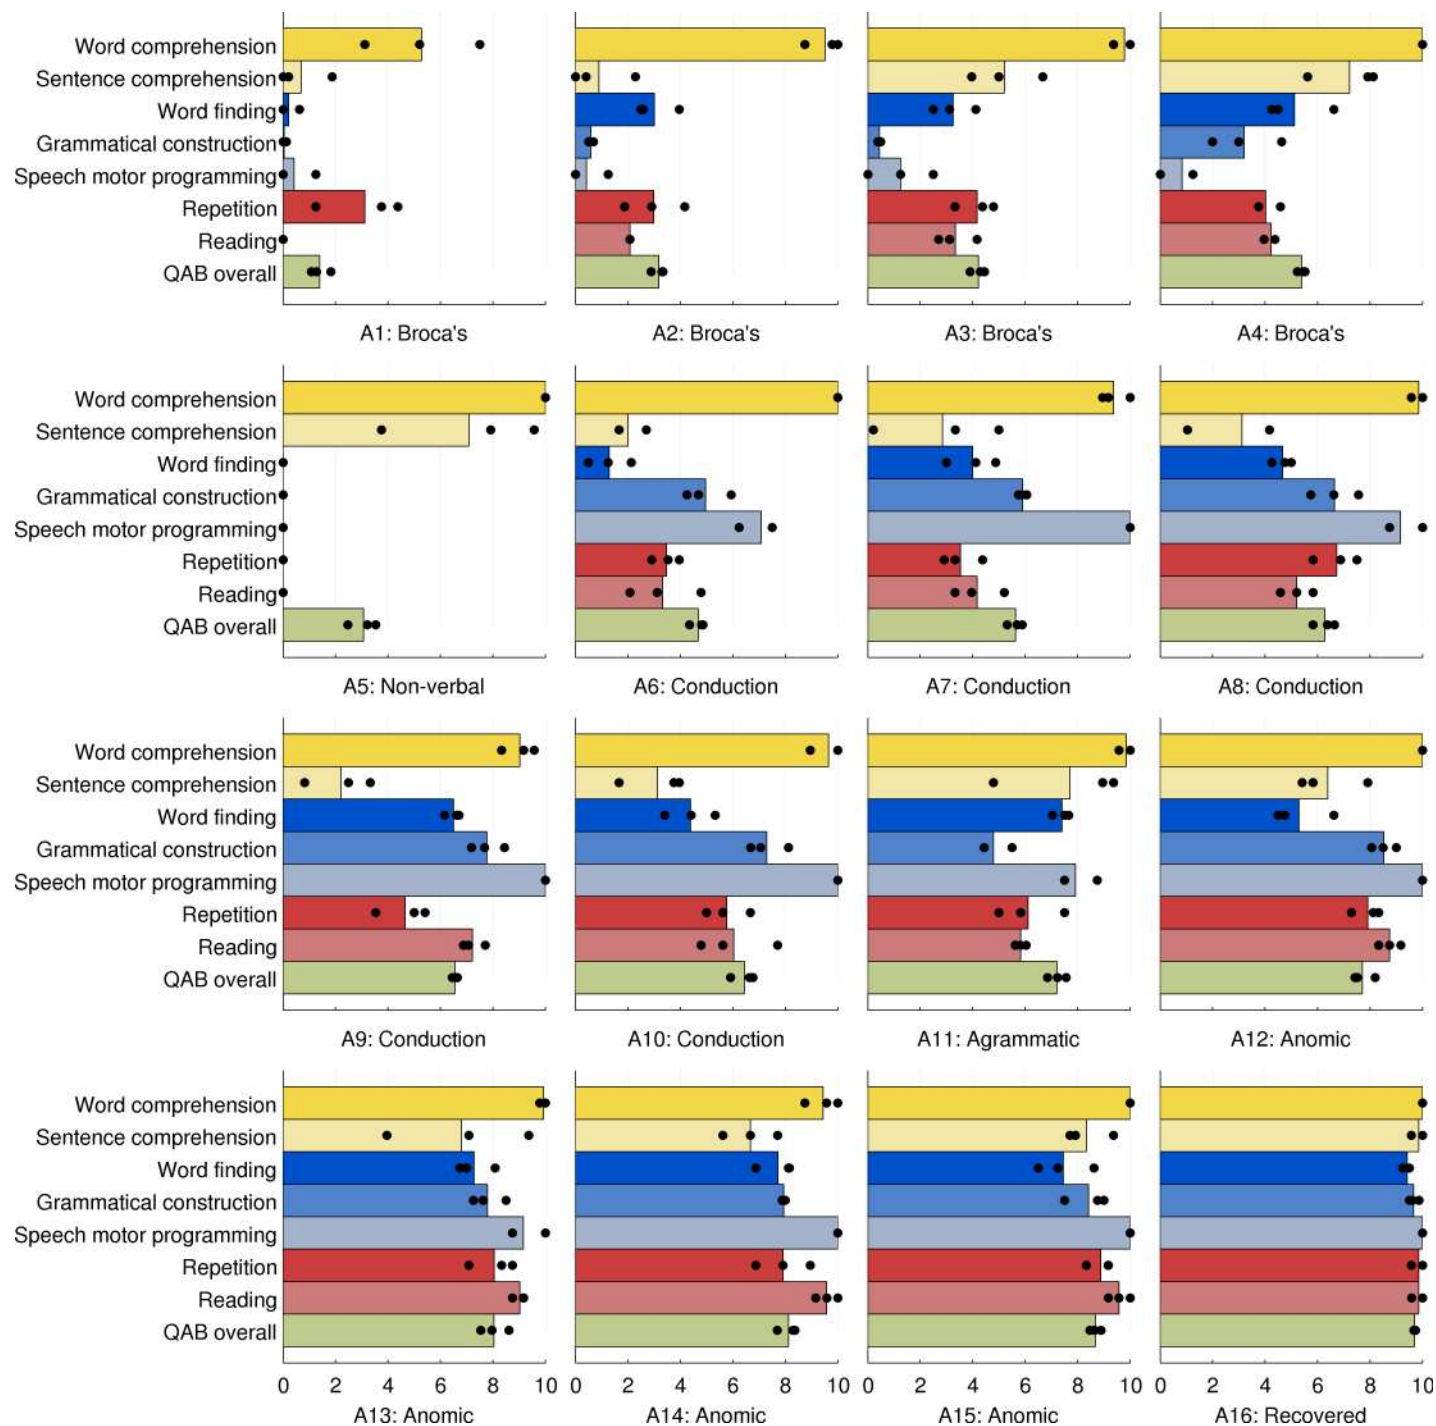 Word comprehension
Sentence comprehension
Word finding
Grammatical construction
Speech motor programming
Repetition
Reading
QAB overall
A1: Broca's
A2: Broca's
A3: Broca's
A4: Broca's
Word comprehension
Sentence comprehension
Word finding
Grammatical construction
Speech motor programming
Repetition
Reading
QAB overall
A5: Non-verbal
A6: Conduction
A7: Conduction
A8: Conduction
Word comprehension
Sentence comprehension
Word finding
Grammatical construction
Speech motor programming
Repetition
Reading
QAB overall
A9: Conduction
A10: Conduction
A11: Agrammatic
A12: Anomic
Word comprehension
Sentence comprehension
Word finding
Grammatical construction
Speech motor programming
Repetition
Reading
QAB overall
0 2 4 6 8 10
0 2 4 6 8 10
0 2 4 6 8 10
0 2 4 6 8 10
A13: Anomic
A14: Anomic
A15: Anomic
A16: Recovered